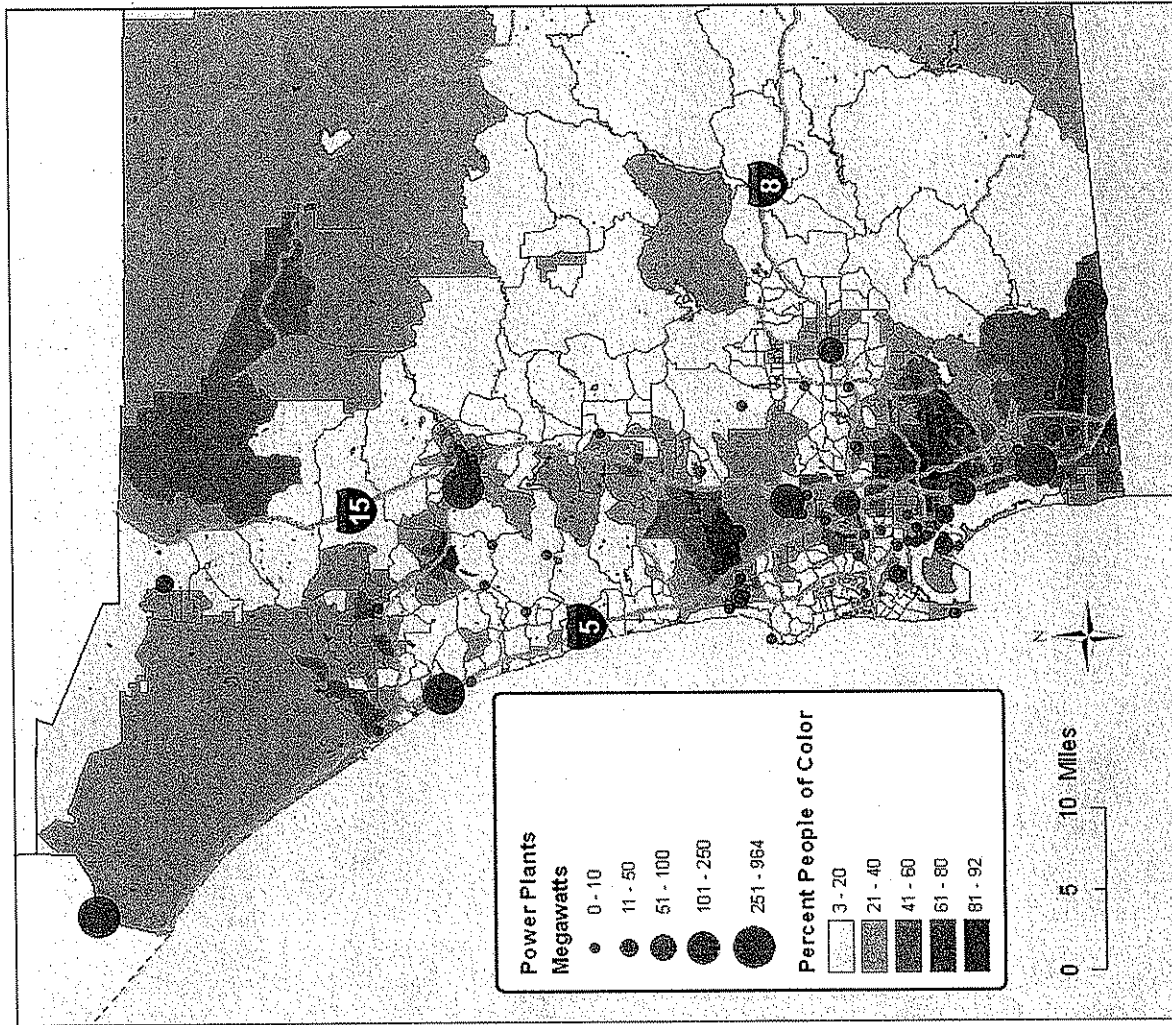 15
8
5
N
Power Plants
Megawatts
0 - 10
11 - 50
51 - 100
101 - 250
251 - 964
Percent People of Color
3 - 20
21 - 40
41 - 60
61 - 80
81 - 92
0 5 10 Miles